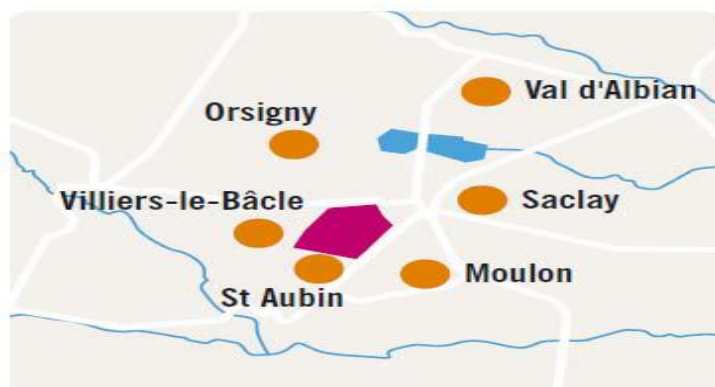 Val d'Albian
Orsigny
Villiers-le-Bâcle
Saclay
St Aubin
Moulon